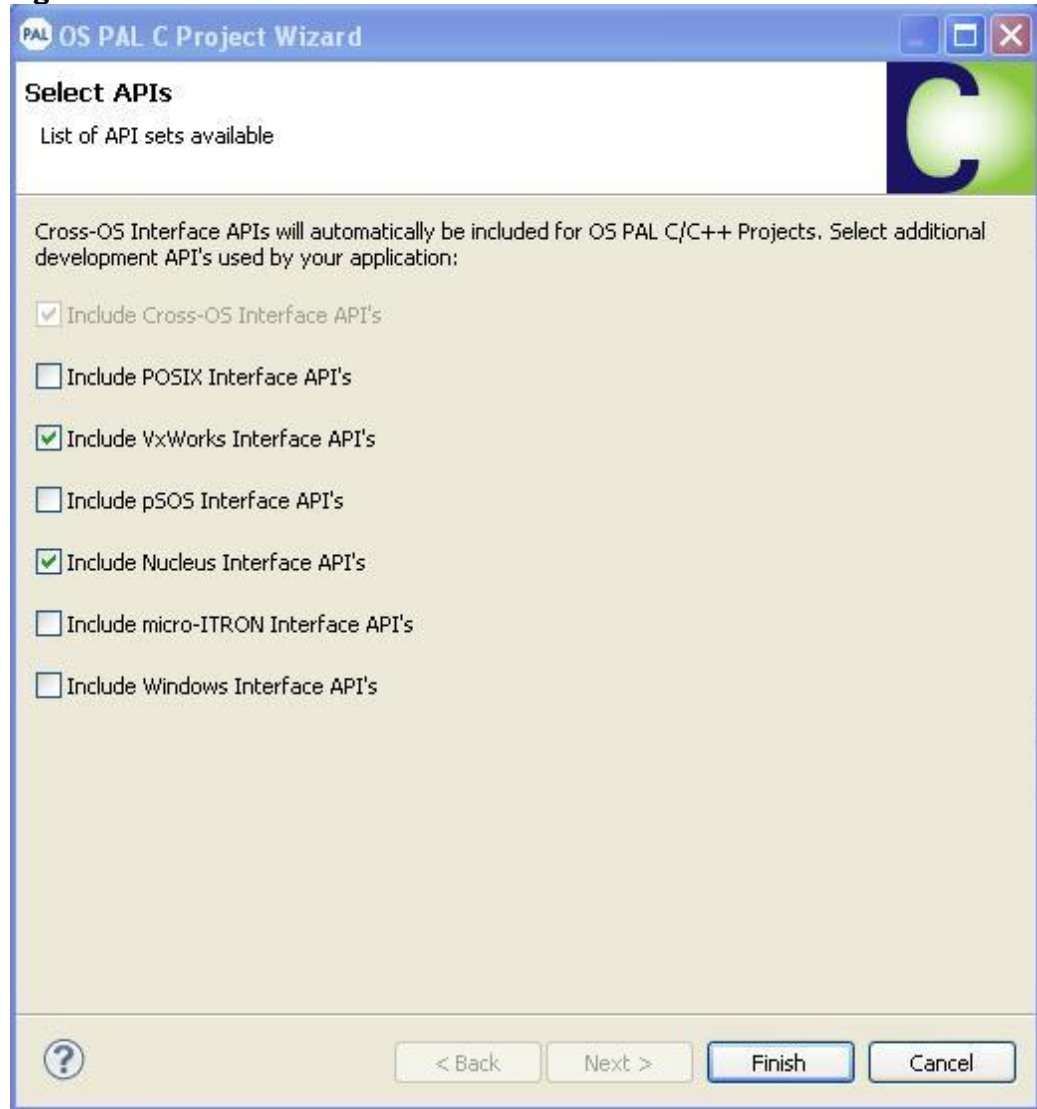 PAL OS PAL C Project Wizard
Select APIs
List of API sets available
C
Cross-OS Interface APIs will automatically be included for OS PAL C/C++ Projects. Select additional
development API's used by your application:
Include Cross-OS Interface API's
Include POSIX Interface API's
Include VxWorks Interface API's
Include pSOS Interface API's
Include Nucleus Interface API's
Include micro-ITRON Interface API's
Include Windows Interface API's
? < Back Next > Finish Cancel